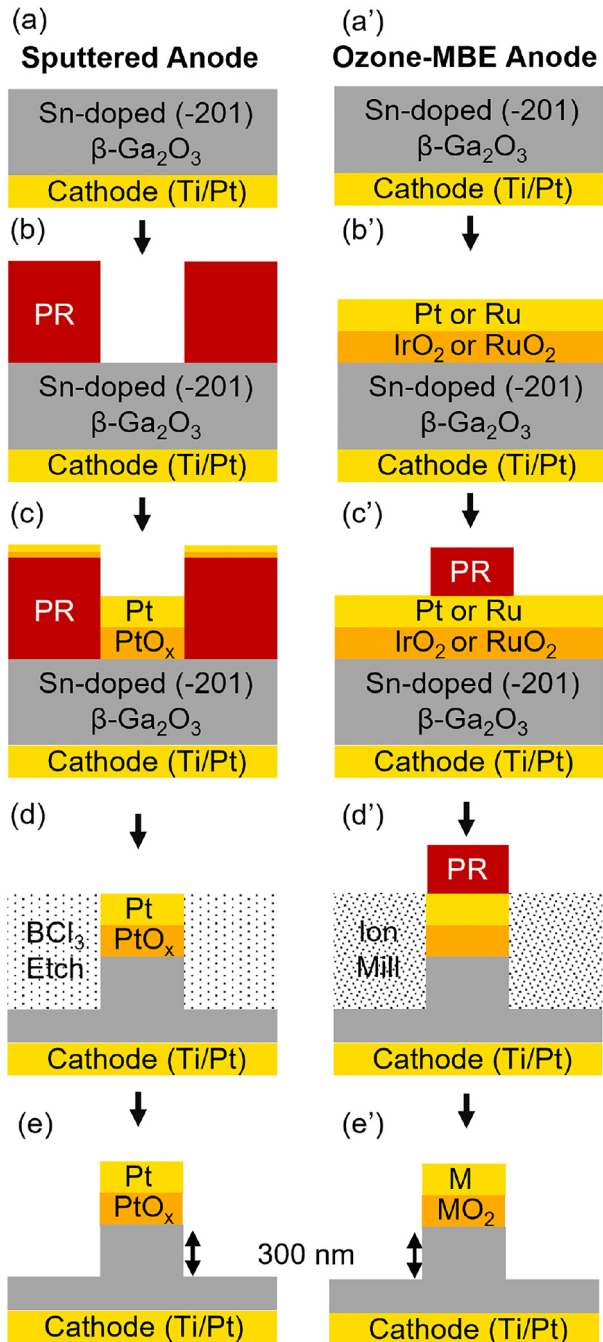 (a)
Sputtered Anode
Sn-doped (-201)
β-Ga₂O₃
Cathode (Ti/Pt)
(b)
PR
Sn-doped (-201)
β-Ga₂O₃
Cathode (Ti/Pt)
(c)
PR
Pt
PtOₓ
Sn-doped (-201)
β-Ga₂O₃
Cathode (Ti/Pt)
(d)
Pt
PtOₓ
BCl₃
Etch
Cathode (Ti/Pt)
(e)
Pt
PtOₓ
300 nm
Cathode (Ti/Pt)
(a')
Ozone-MBE Anode
Sn-doped (-201)
β-Ga₂O₃
Cathode (Ti/Pt)
(b')
Pt or Ru
IrO₂ or RuO₂
Sn-doped (-201)
β-Ga₂O₃
Cathode (Ti/Pt)
(c')
PR
Pt or Ru
IrO₂ or RuO₂
Sn-doped (-201)
β-Ga₂O₃
Cathode (Ti/Pt)
(d')
PR
Ion
Mill
Cathode (Ti/Pt)
(e')
M
MO₂
Cathode (Ti/Pt)